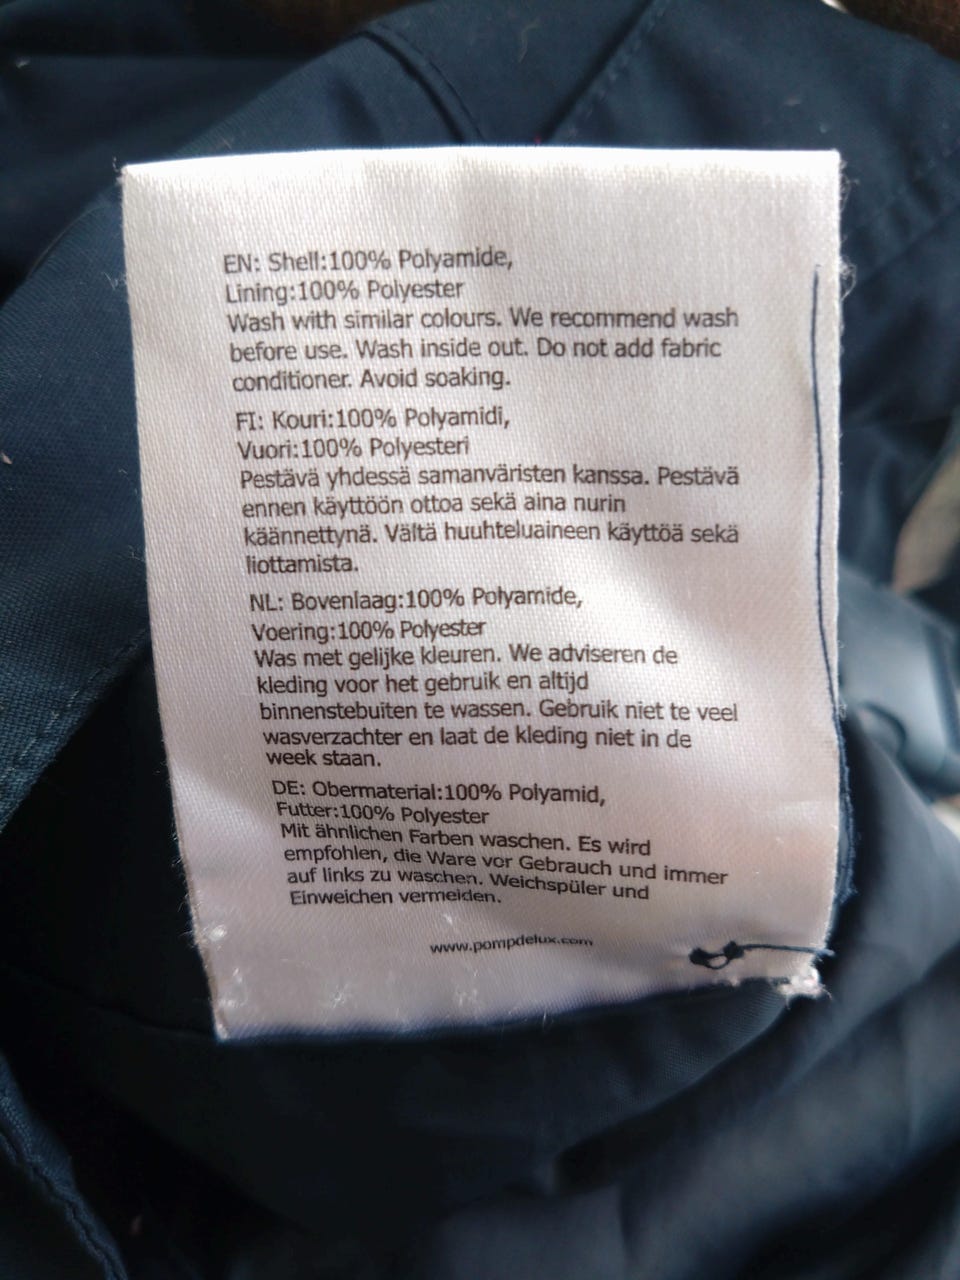 EN: Shell:100% Polyamide,
Lining:100% Polyester
Wash with similar colours. We recommend wash
before use. Wash inside out. Do not add fabric
conditioner. Avoid soaking.
FI: Kouri:100% Polyamidi,
Vuori:100% Polyesteri
Pestävä yhdessä samanväristen kanssa. Pestävä
ennen käyttöön ottoa sekä aina nurin
käännettynä. Vältä huuhteluaineen käyttöä sekä
liottamista.
NL: Bovenlaag:100% Polyamide,
Voering:100% Polyester
Was met gelijke kleuren. We adviseren de
kleding voor het gebruik en altijd
binnenstebuiten te wassen. Gebruik niet te veel
wasverzachter en laat de kleding niet in de
week staan.
DE: Obermaterial:100% Polyamid,
Futter:100% Polyester
Mit ähnlichen Farben waschen. Es wird
empfohlen, die Ware vor Gebrauch und immer
auf links zu waschen. Weichspüler und
Einweichen vermeiden.
www.pompdelux.com